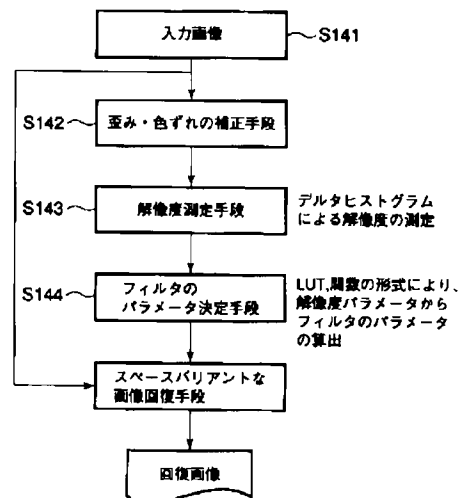 入力画像
S141
S142
歪み・色ずれの補正手段
S143
解像度測定手段
デルタヒストグラム
による解像度の測定
S144
フィルタの
パラメータ決定手段
LUT,関数の形式により、
解像度パラメータから
フィルタのパラメータ
の算出
スペースバリアントな
画像回復手段
回復画像